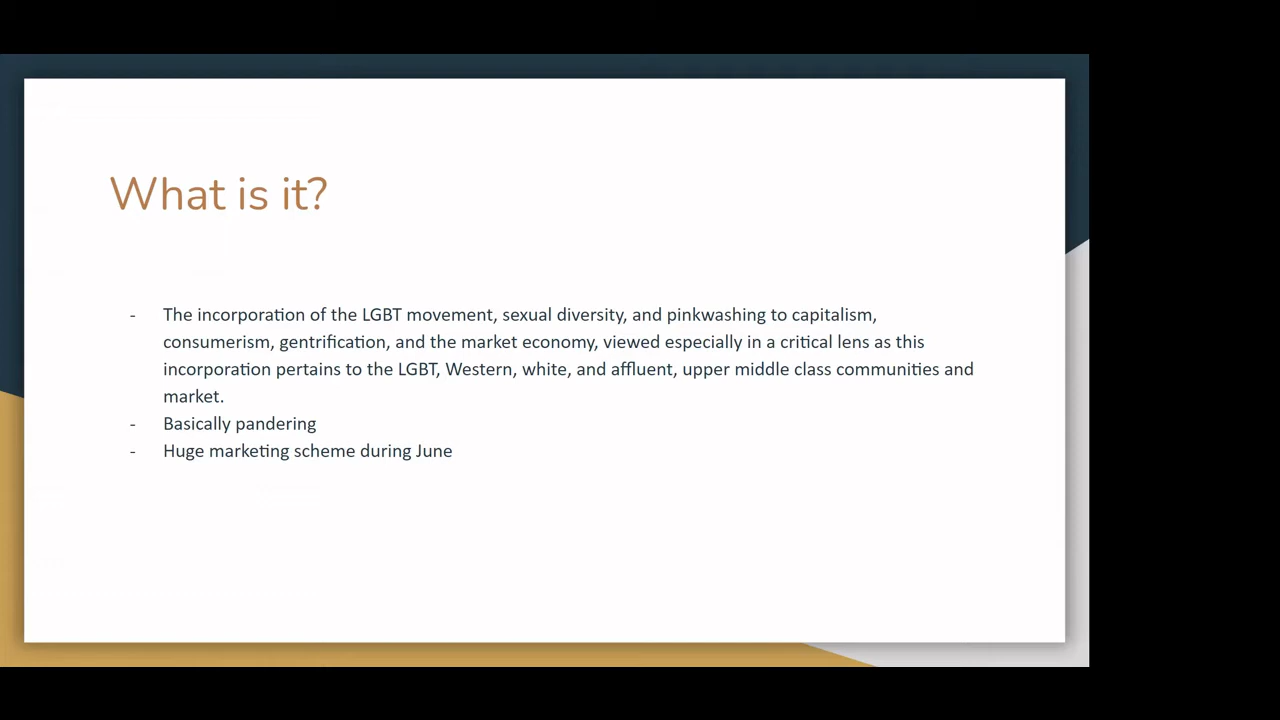 What is it?
- The incorporation of the LGBT movement, sexual diversity, and pinkwashing to capitalism,
consumerism, gentrification, and the market economy, viewed especially in a critical lens as this
incorporation pertains to the LGBT, Western, white, and affluent, upper middle class communities and
market.
- Basically pandering
- Huge marketing scheme during June